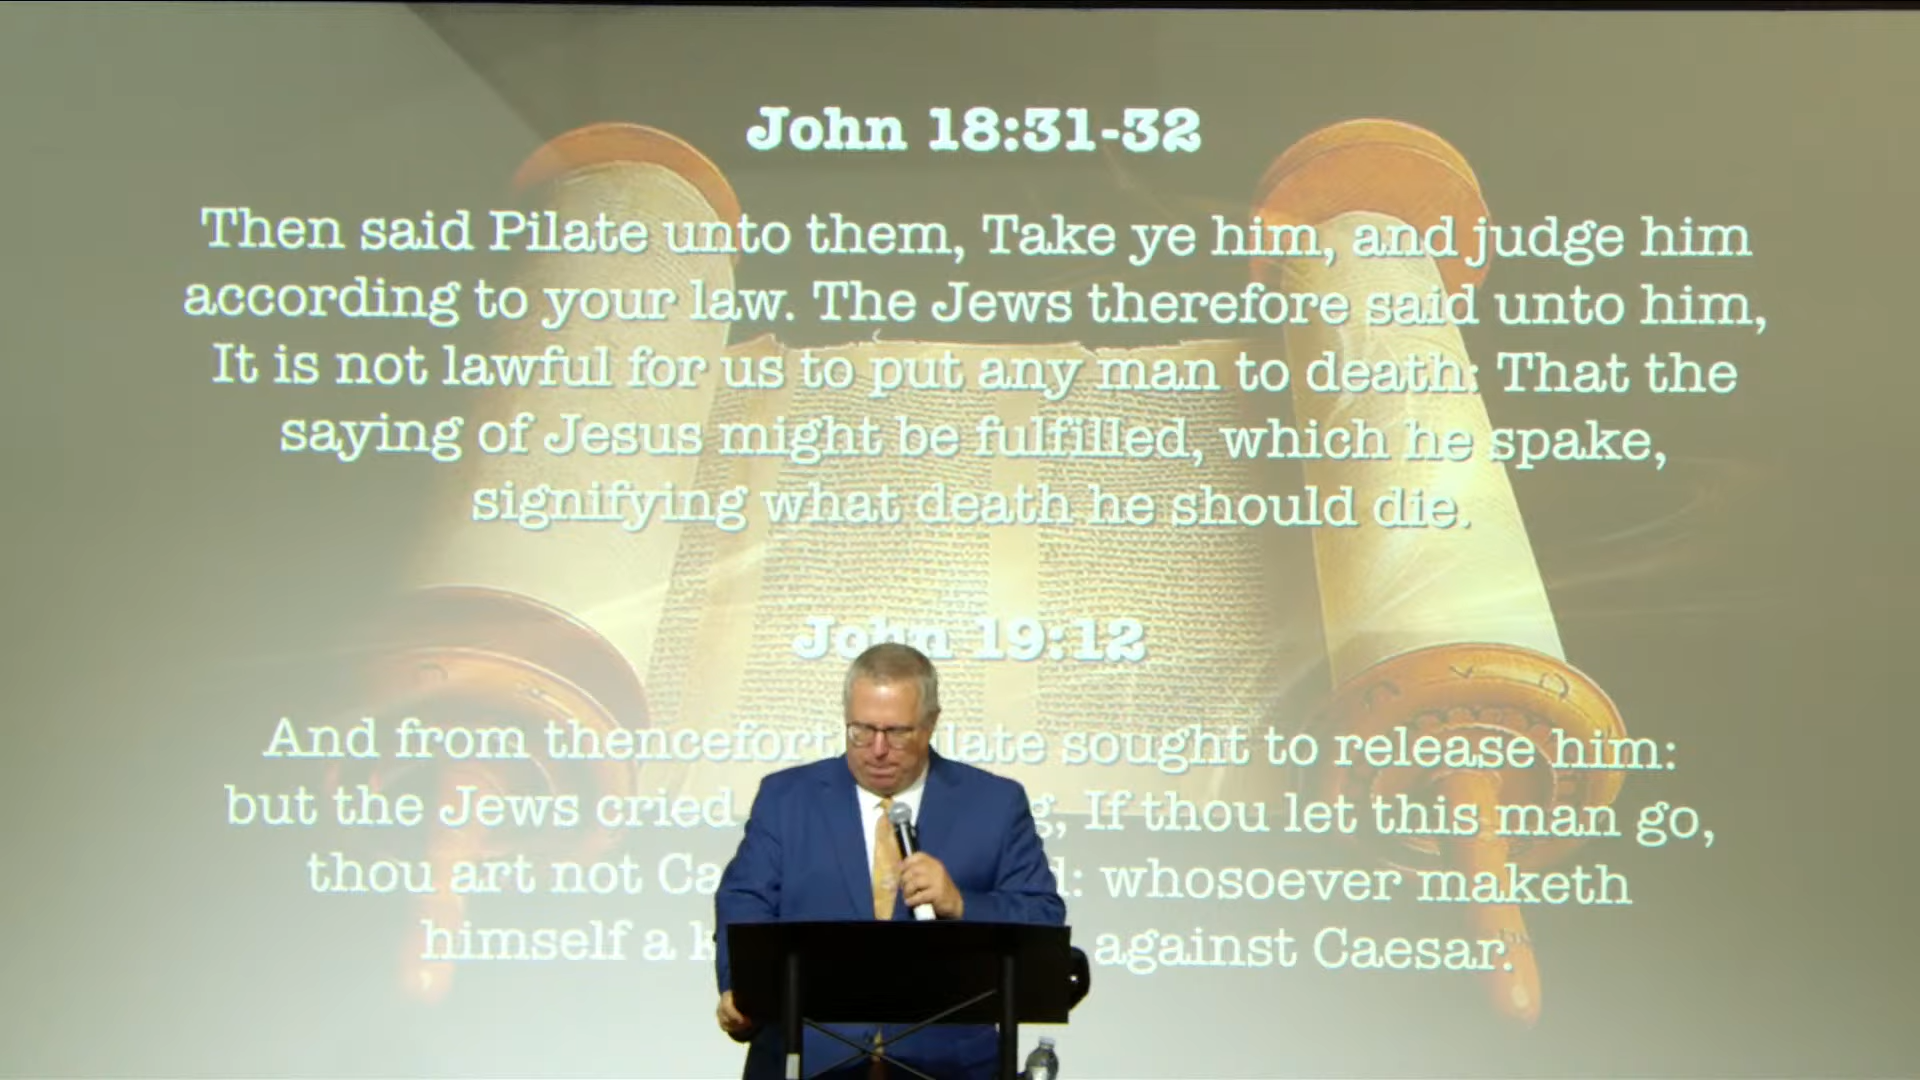 John 18:31-32
Then said Pilate unto them, Take ye him, and judge him
according to your law. The Jews therefore said unto him,
It is not lawful for us to put any man to death: That the
saying of Jesus might be fulfilled, which he spake,
signifying what death he should die.
John 19:12
And from sought to release him:
but the Jews cried If thou let this man go,
thou art not whosoever maketh
himself a against Caesar.